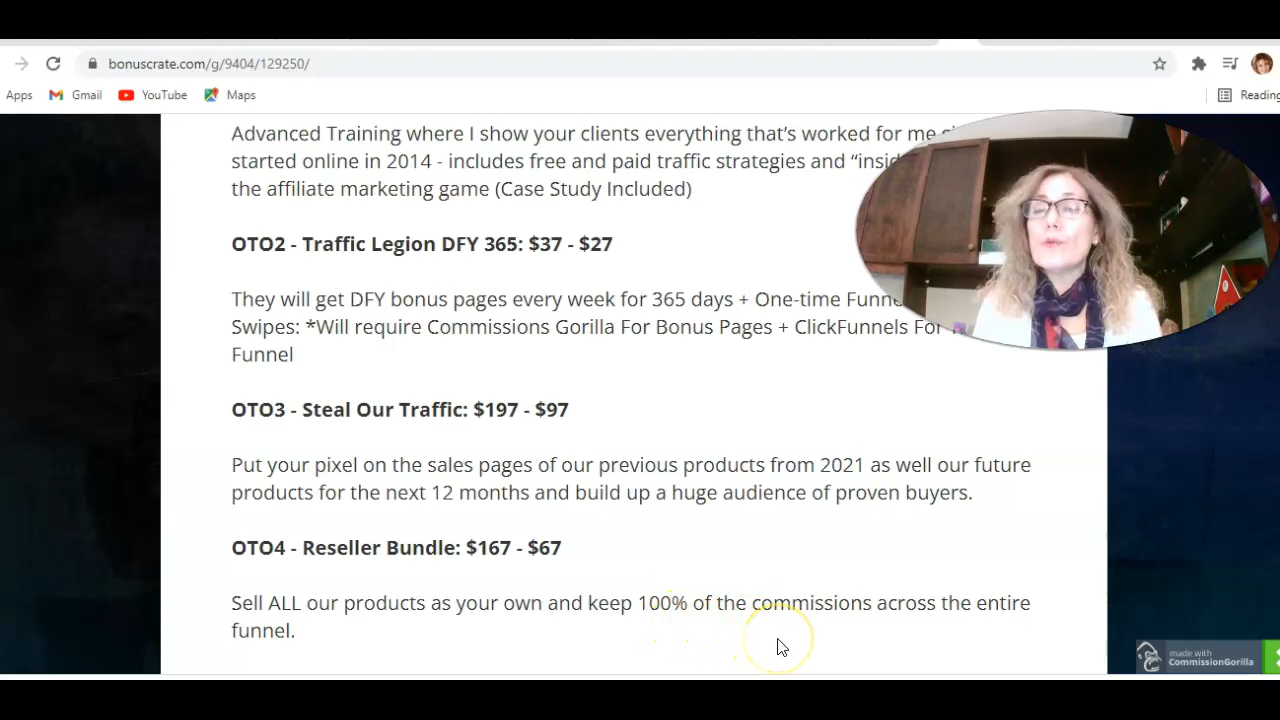 bonuscrate.com/g/9404/129250/
Apps Gmail YouTube Maps Reading
Advanced Training where I show your clients everything that’s worked for me
started online in 2014 - includes free and paid traffic strategies and
the affiliate marketing game (Case Study Included)
OTO2 - Traffic Legion DFY 365: $37 - $27
They will get DFY bonus pages every week for 365 days + One-time
Swipes: *Will require Commissions Gorilla For Bonus Pages + ClickFunnels For
Funnel
OTO3 - Steal Our Traffic: $197 - $97
Put your pixel on the sales pages of our previous products from 2021 as well our future
products for the next 12 months and build up a huge audience of proven buyers.
OTO4 - Reseller Bundle: $167 - $67
Sell ALL our products as your own and keep 100% of the commissions across the entire
funnel.
made with
CommissionGorilla